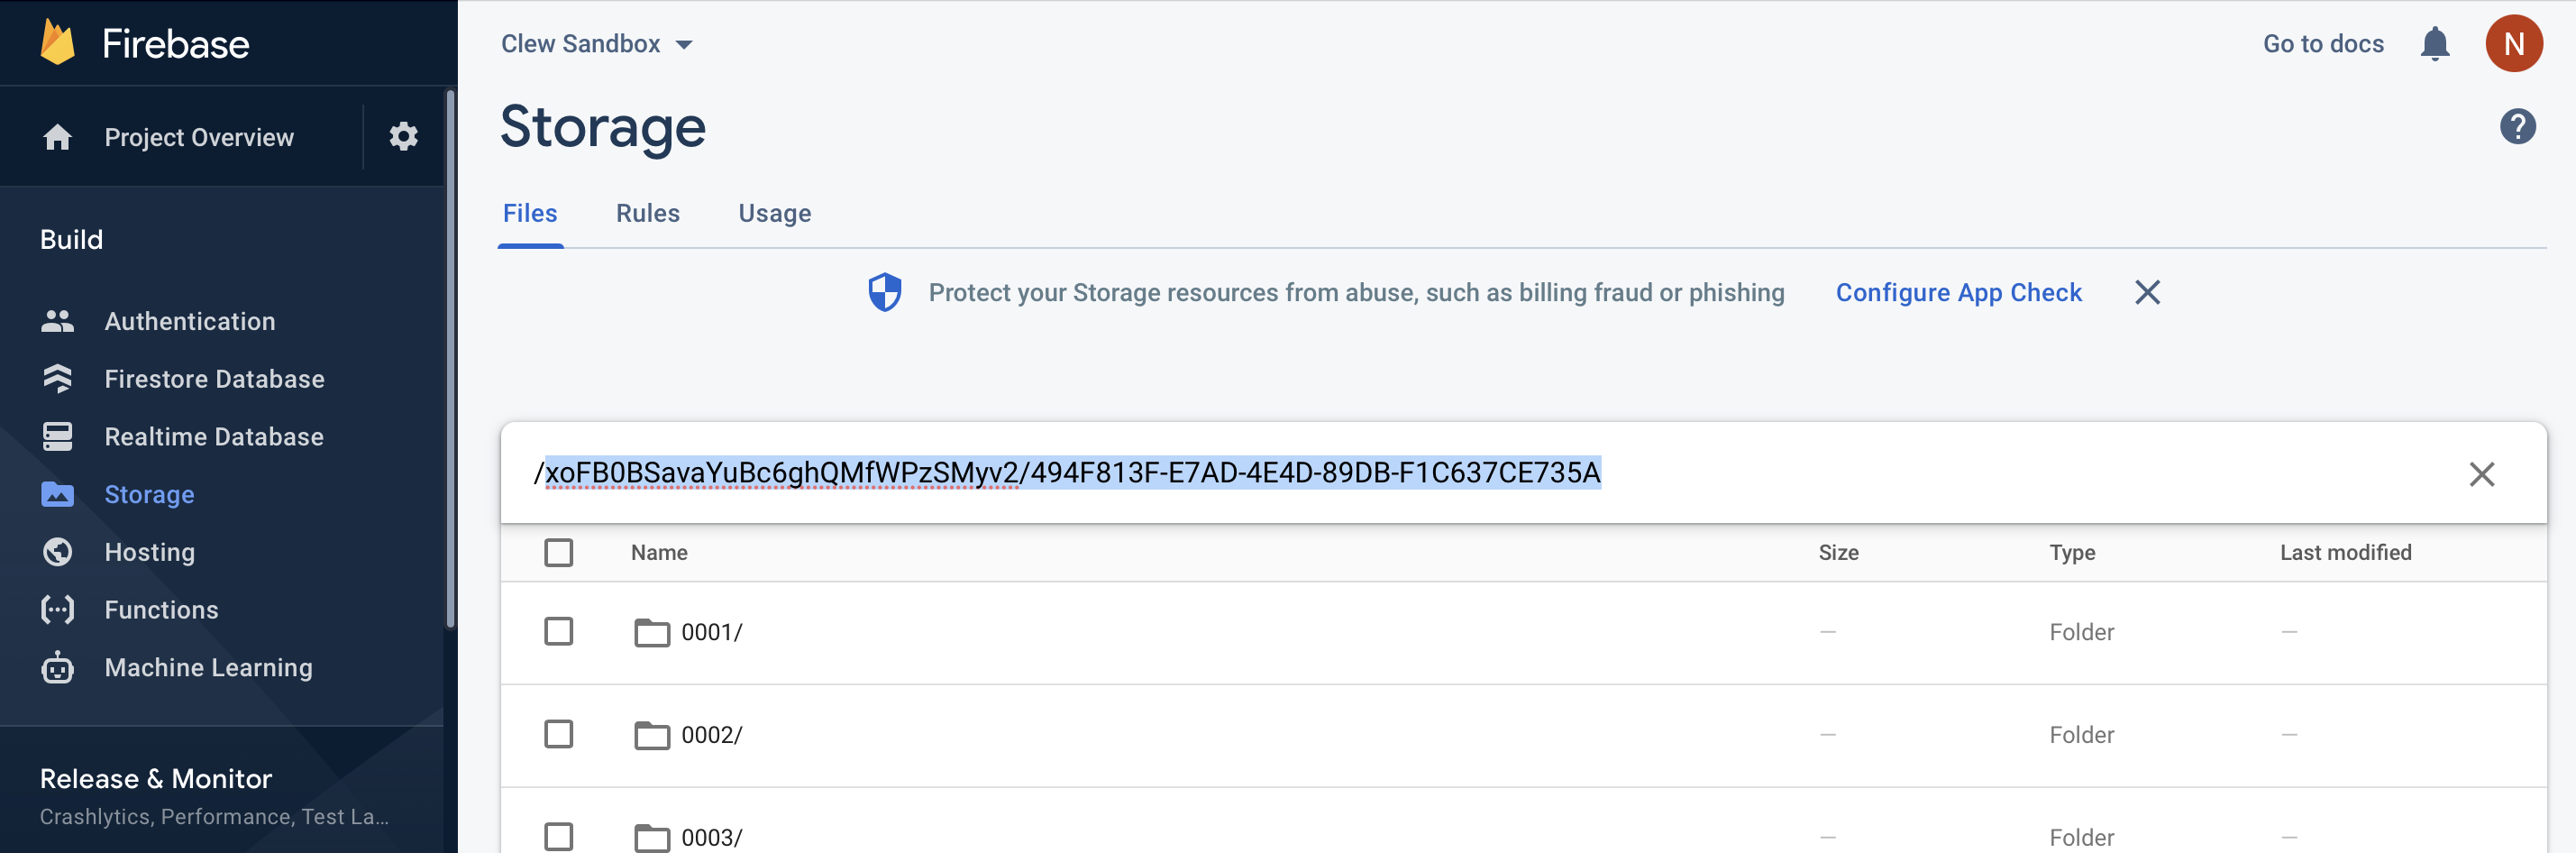 Firebase
Project Overview
Build
Authentication
Firestore Database
Realtime Database
Storage
Hosting
Functions
Machine Learning
Release & Monitor
Crashlytics, Performance, Test La...
Clew Sandbox
Go to docs
N
Storage
?
Files Rules Usage
Protect your Storage resources from abuse, such as billing fraud or phishing Configure App Check
/xoFB0BSavaYuBc6ghQMfWPzSMyv2/494F813F-E7AD-4E4D-89DB-F1C637CE735A
Name Size Type Last modified
0001/ — Folder —
0002/ — Folder —
0003/ — Folder —